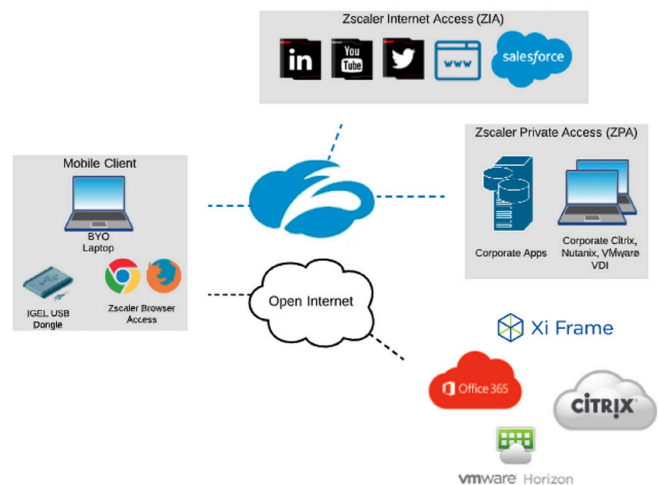 Zscaler Internet Access (ZIA)
in
You
Tube
www
salesforce
Zscaler Private Access (ZPA)
Corporate Apps
Corporate Citrix,
Nutanix, VMware
VDI
Mobile Client
BYO
Laptop
IGEL USB
Dongle
Zscaler Browser
Access
Open Internet
Xi Frame
Office 365
CİTRIX
vmware Horizon